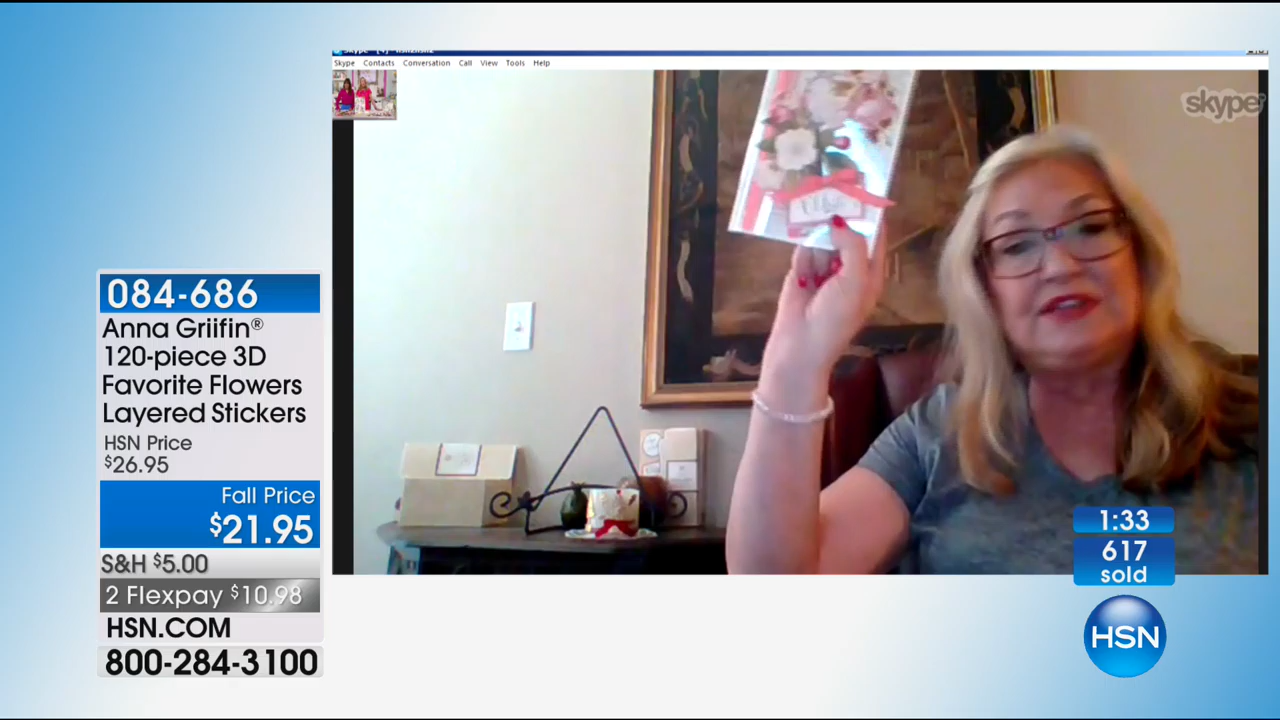 Skype Contacts Conversation Call View Tools Help
skype
084-686
Anna Griifin®
120-piece 3D
Favorite Flowers
Layered Stickers
HSN Price
$26.95
Fall Price
$21.95
S&H $5.00
2 Flexpay $10.98
HSN.COM
800-284-3100
1:33
617
sold
HSN